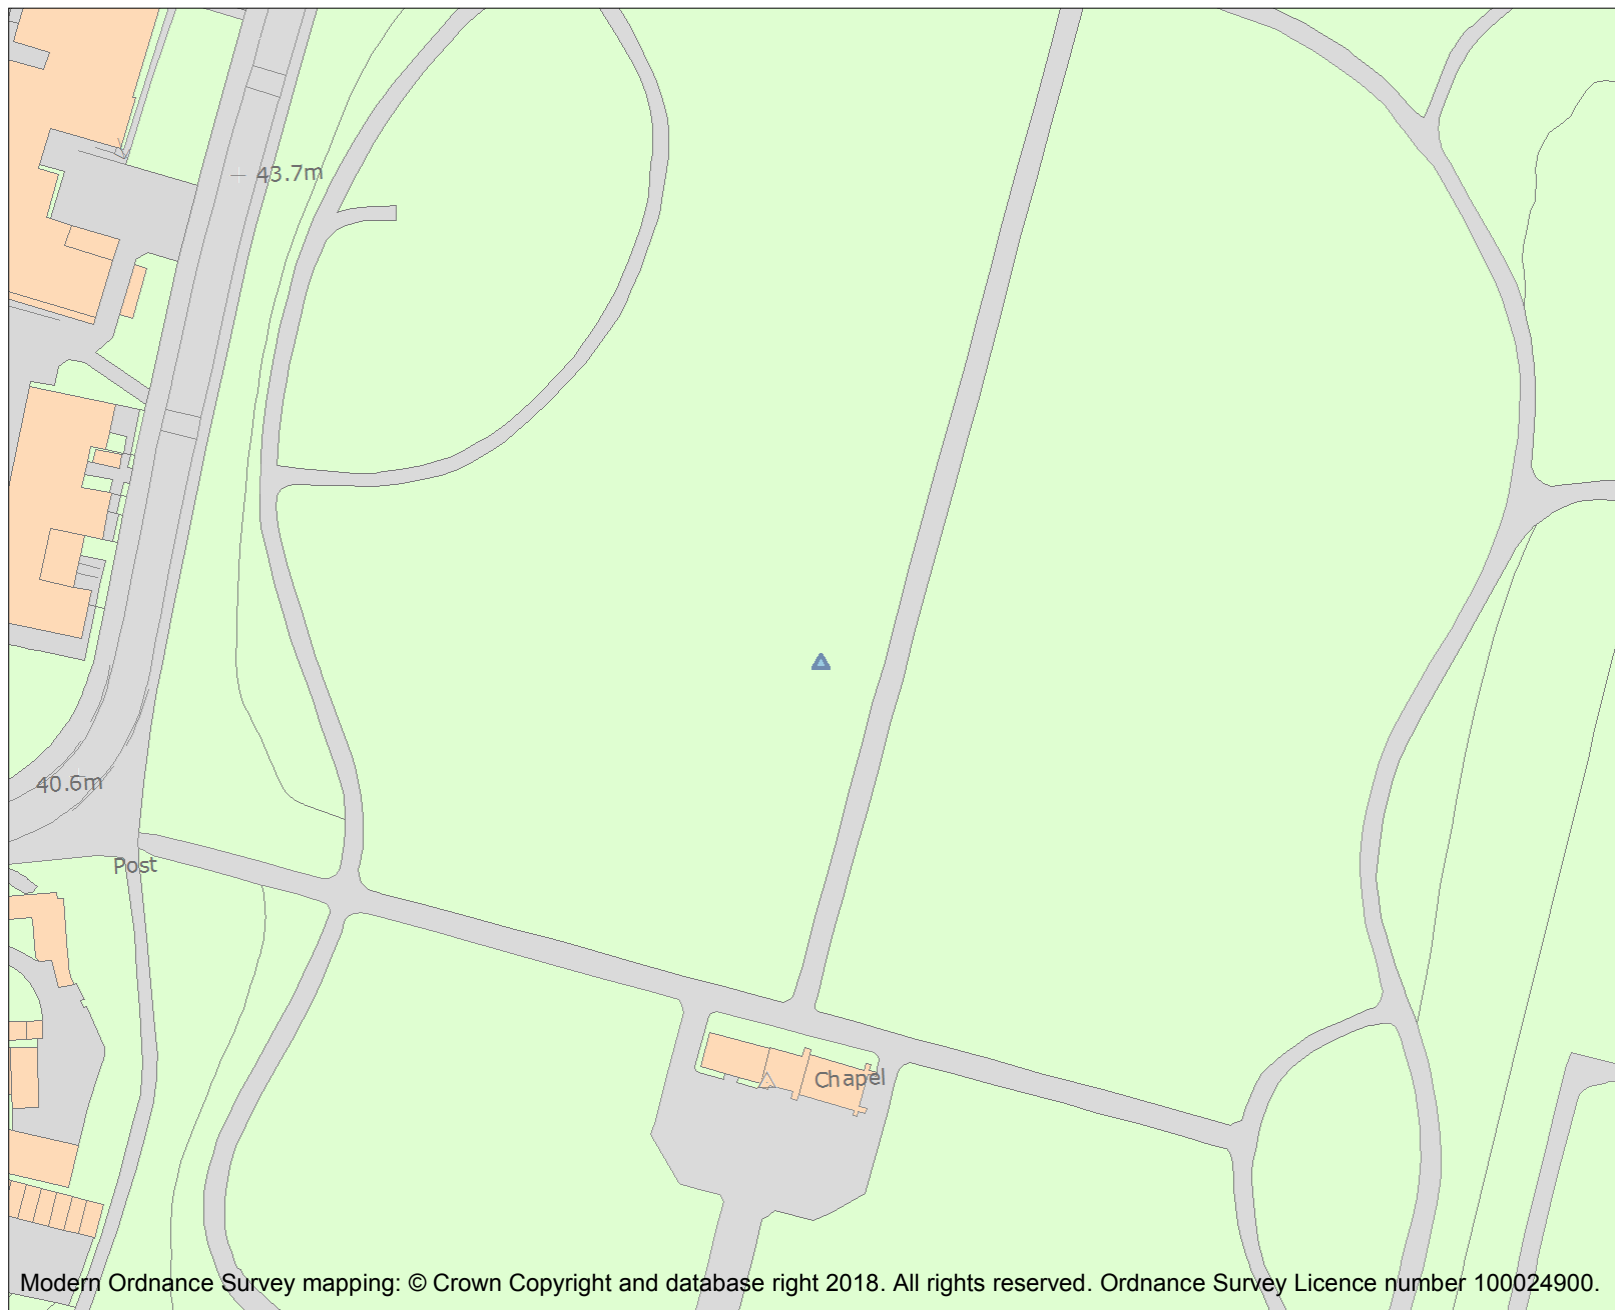 43.7m
40.6m
Post
Chapel
Modern Ordnance Survey mapping: © Crown Copyright and database right 2018. All rights reserved. Ordnance Survey Licence number 100024900.